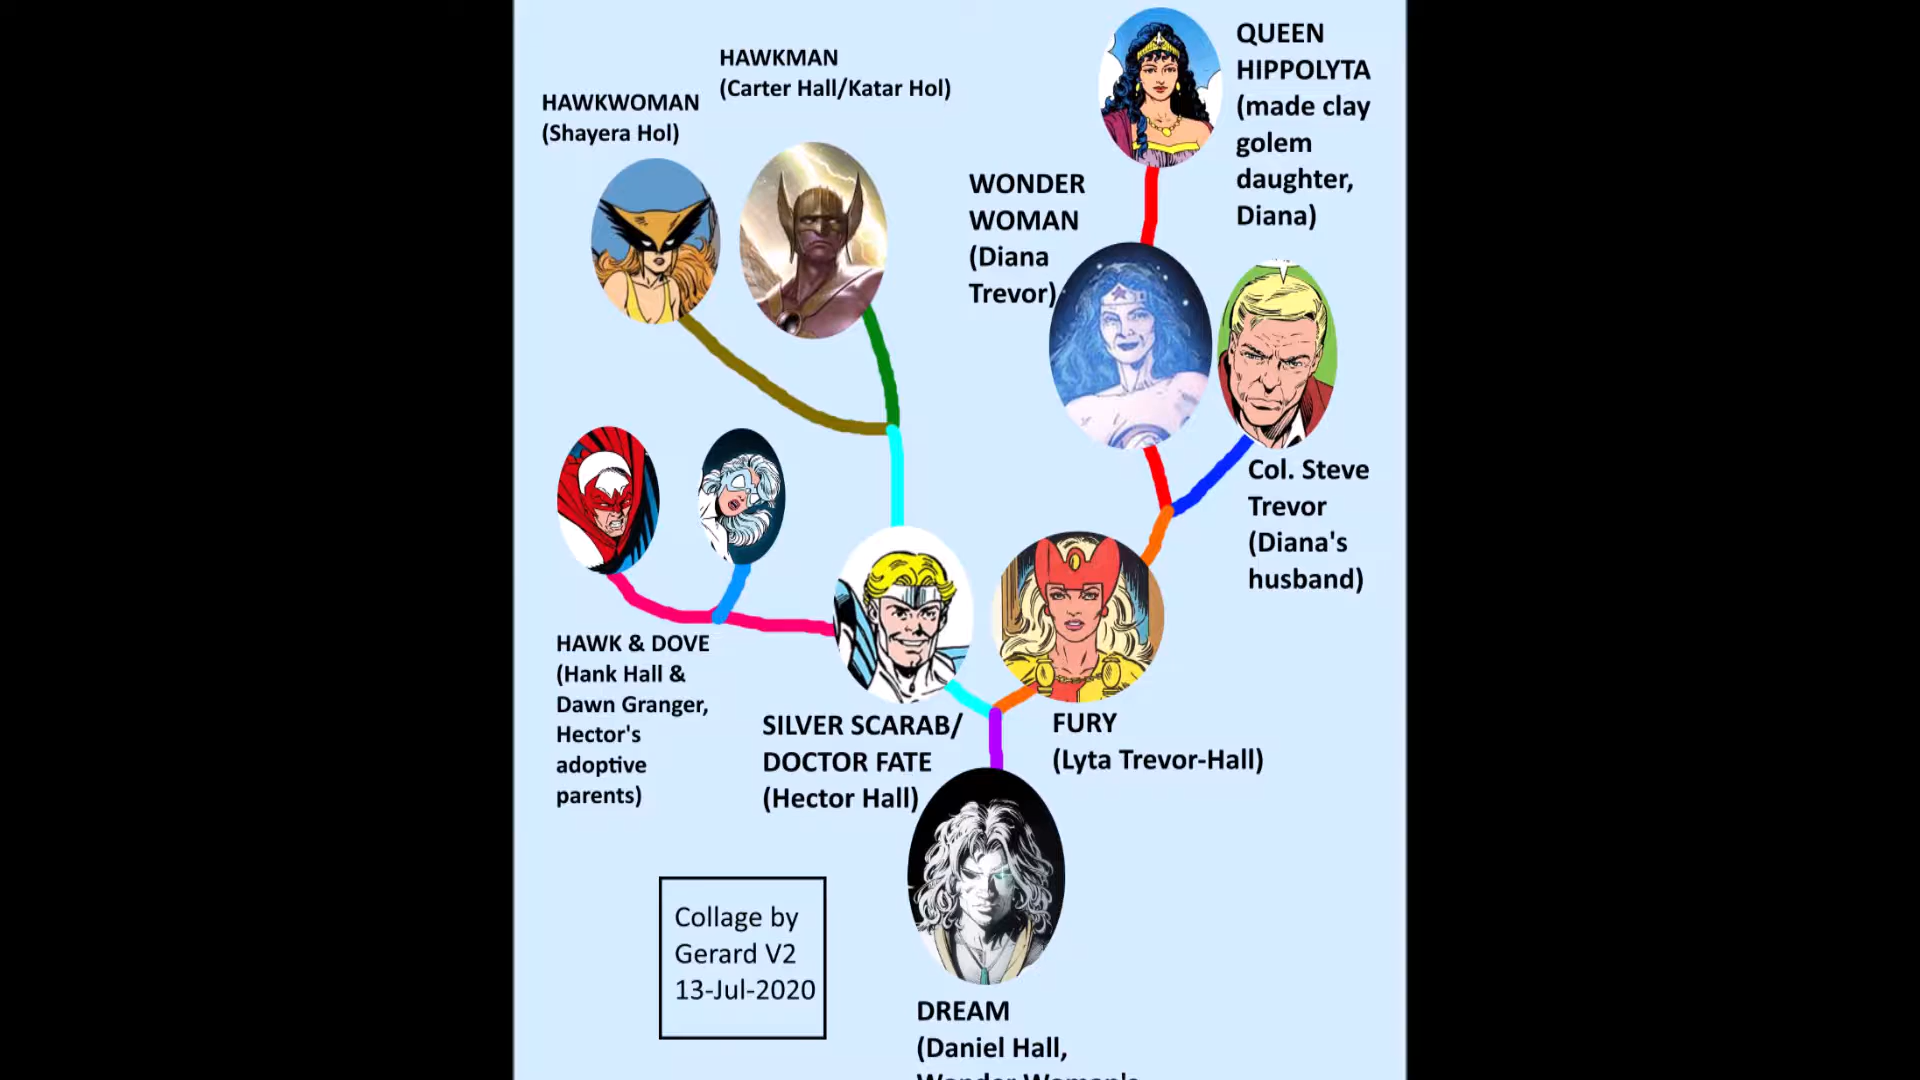 HAWKMAN
(Carter Hall/Katar Hol)
HAWKWOMAN
(Shayera Hol)
QUEEN
HIPPOLYTA
(made clay
golem
daughter,
Diana)
WONDER
WOMAN
(Diana
Trevor)
Col. Steve
Trevor
(Diana's
husband)
HAWK & DOVE
(Hank Hall &
Dawn Granger,
Hector's
adoptive
parents)
SILVER SCARAB/
DOCTOR FATE
(Hector Hall)
FURY
(Lyta Trevor-Hall)
Collage by
Gerard V2
13-Jul-2020
DREAM
(Daniel Hall,
Wonder Woman's